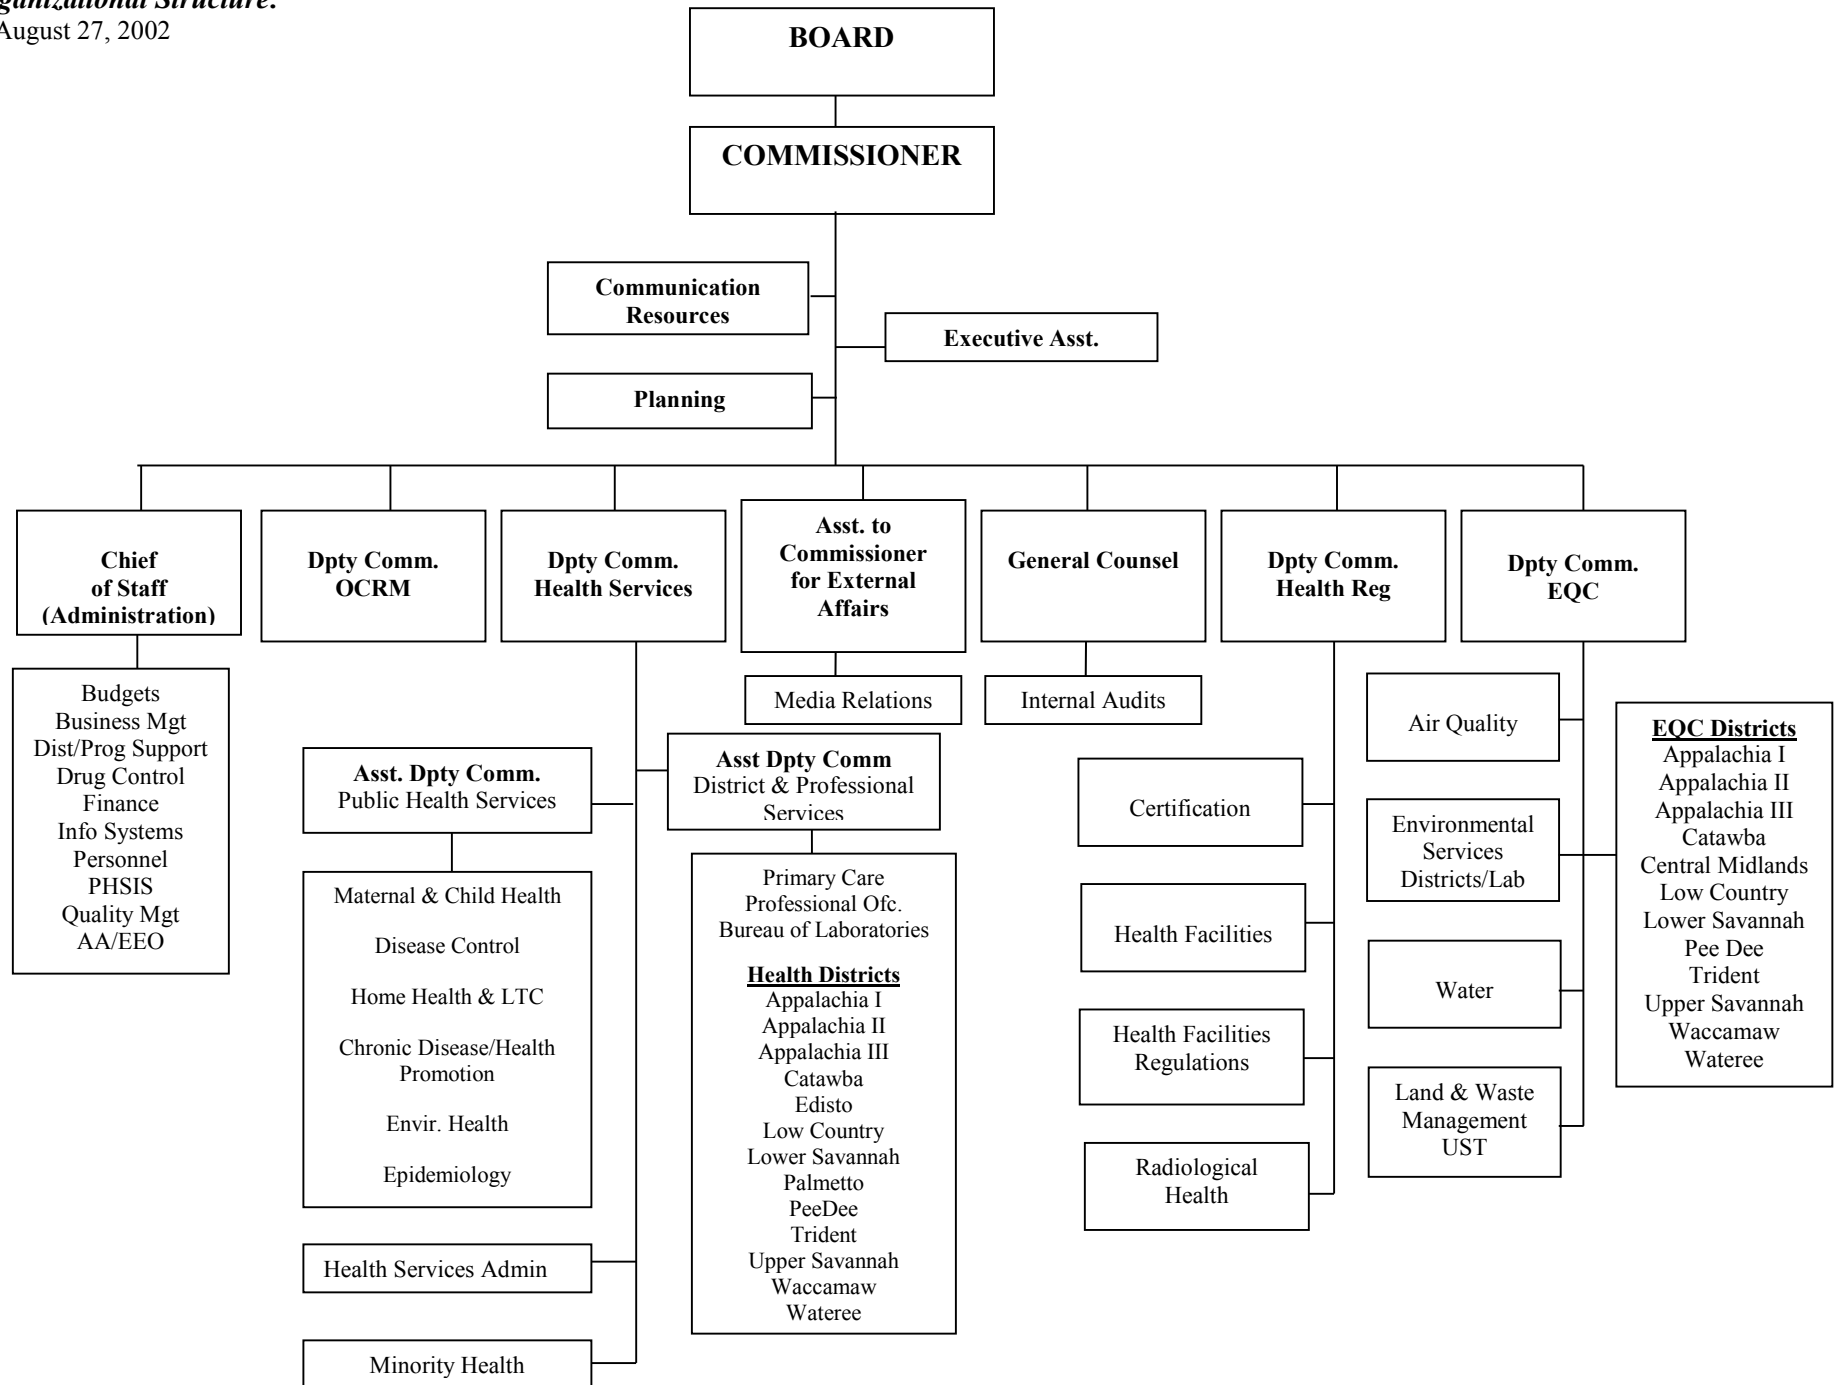 ganizational Structure.
August 27, 2002
BOARD
COMMISSIONER
Communication
Resources
Executive Asst.
Planning
Chief
of Staff
(Administration)
Dpty Comm.
OCRM
Dpty Comm.
Health Services
Asst. to
Commissioner
for External
Affairs
General Counsel
Dpty Comm.
Health Reg
Dpty Comm.
EQC
Budgets
Business Mgt
Dist/Prog Support
Drug Control
Finance
Info Systems
Personnel
PHSIS
Quality Mgt
AA/EEO
Media Relations
Internal Audits
Asst. Dpty Comm.
Public Health Services
Maternal & Child Health
Disease Control
Home Health & LTC
Chronic Disease/Health
Promotion
Envir. Health
Epidemiology
Health Services Admin
Minority Health
Asst Dpty Comm
District & Professional
Services
Primary Care
Professional Ofc.
Bureau of Laboratories
Health Districts
Appalachia I
Appalachia II
Appalachia III
Catawba
Edisto
Low Country
Lower Savannah
Palmetto
PeeDee
Trident
Upper Savannah
Waccamaw
Wateree
Certification
Health Facilities
Health Facilities
Regulations
Radiological
Health
Air Quality
Environmental
Services
Districts/Lab
Water
Land & Waste
Management
UST
EQC Districts
Appalachia I
Appalachia II
Appalachia III
Catawba
Central Midlands
Low Country
Lower Savannah
Pee Dee
Trident
Upper Savannah
Waccamaw
Wateree